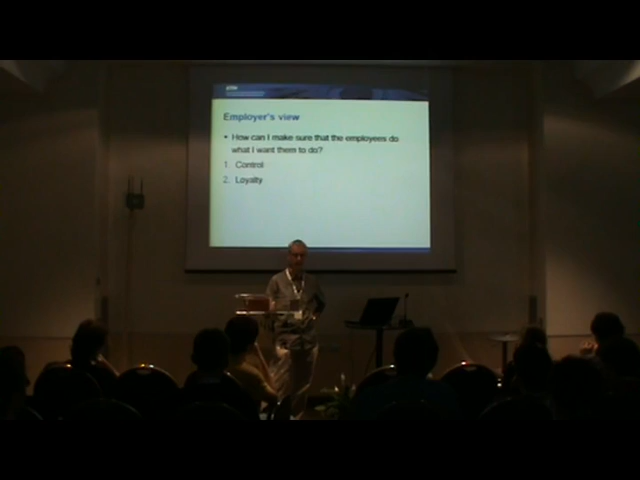 Employer's view
• How can I make sure that the employees do
what I want them to do?
1. Control
2. Loyalty